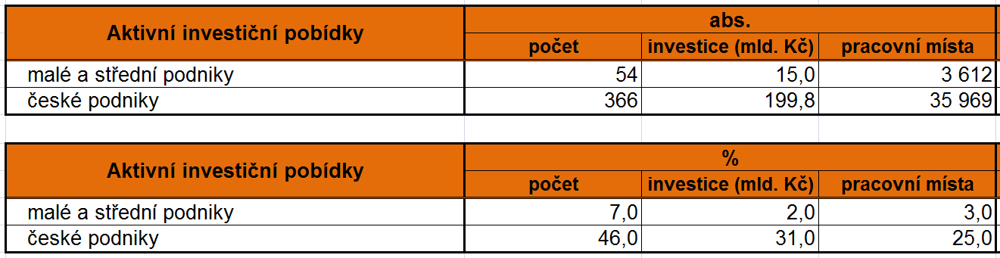 Aktivní investiční pobídky abs.
počet investice (mld. Kč) pracovní místa
malé a střední podniky 54 15,0 3 612
české podniky 366 199,8 35 969
Aktivní investiční pobídky %
počet investice (mld. Kč) pracovní místa
malé a střední podniky 7,0 2,0 3,0
české podniky 46,0 31,0 25,0